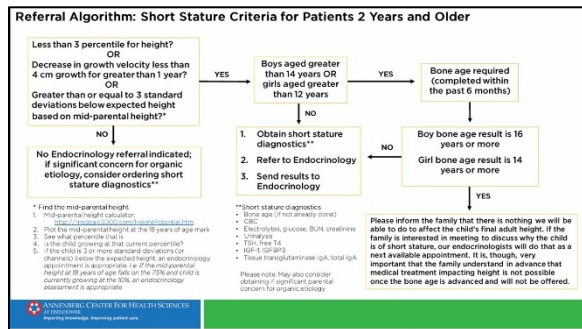 Referral Algorithm: Short Stature Criteria for Patients 2 Years and Older
Less than 3 percentile for height?
OR
Decrease in growth velocity less than
4 cm growth for greater than 1 year?
OR
Greater than or equal to 3 standard
deviations below expected height
based on mid-parental height?*
YES
Boys aged greater
than 14 years OR
girls aged greater
than 12 years
YES
Bone age required
(completed within
the past 6 months)
NO
NO
No Endocrinology referral indicated;
if significant concern for organic
etiology, consider ordering short
stature diagnostics**
1. Obtain short stature
diagnostics**
2. Refer to Endocrinology
3. Send results to
Endocrinology
NO
Boy bone age result is 16
years or more
Girl bone age result is 14
years or more
YES
* Find the mid-parental height
1. Mid-parental height calculator:
http://medcalc3000.com/HeightPotential.htm
2. Plot the mid-parental height at the 18 years of age mark
3. See what percentile that is
4. Is the child growing at that current percentile?
5. If the child is 3 or more standard deviations (or
channels) below the expected height, an endocrinology
appointment is appropriate. If the mid-parental
height at 18 years of age falls on the 75% and child is
currently growing at the 10%, an endocrinology
assessment is appropriate.
**Short stature diagnostics
• Bone age (if not already done)
• CBC
• Electrolytes, glucose, BUN, creatinine
• Urinalysis
• TSH, free T4
• IGF-1, IGFBP3
• Tissue transglutaminase IgA, total IgA
Please note: May also consider
obtaining if significant parental
concern for organic etiology
Please inform the family that there is nothing we will be
able to do to affect the child's final adult height. If the
family is interested in meeting to discuss why the child
is of short stature, our endocrinologists will do that as a
next available appointment. It is, though, very
important that the family understand in advance that
medical treatment impacting height is not possible
once the bone age is advanced and will not be offered.
ANNENBERG CENTER FOR HEALTH SCIENCES
AT EISENHOWER
Imparting knowledge. Improving patient care.